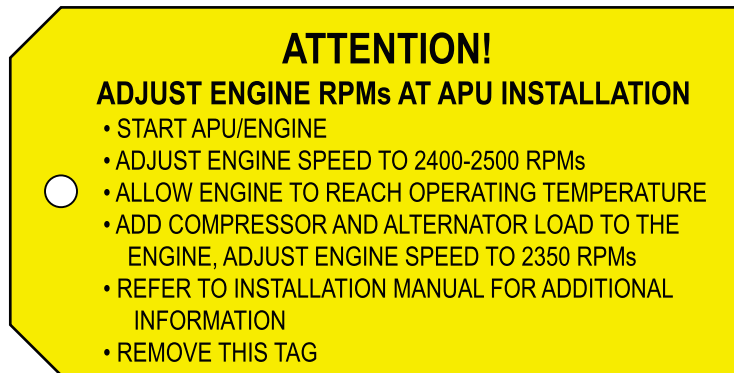 ATTENTION!
ADJUST ENGINE RPMs AT APU INSTALLATION
• START APU/ENGINE
• ADJUST ENGINE SPEED TO 2400-2500 RPMs
• ALLOW ENGINE TO REACH OPERATING TEMPERATURE
• ADD COMPRESSOR AND ALTERNATOR LOAD TO THE
ENGINE, ADJUST ENGINE SPEED TO 2350 RPMs
• REFER TO INSTALLATION MANUAL FOR ADDITIONAL
INFORMATION
• REMOVE THIS TAG